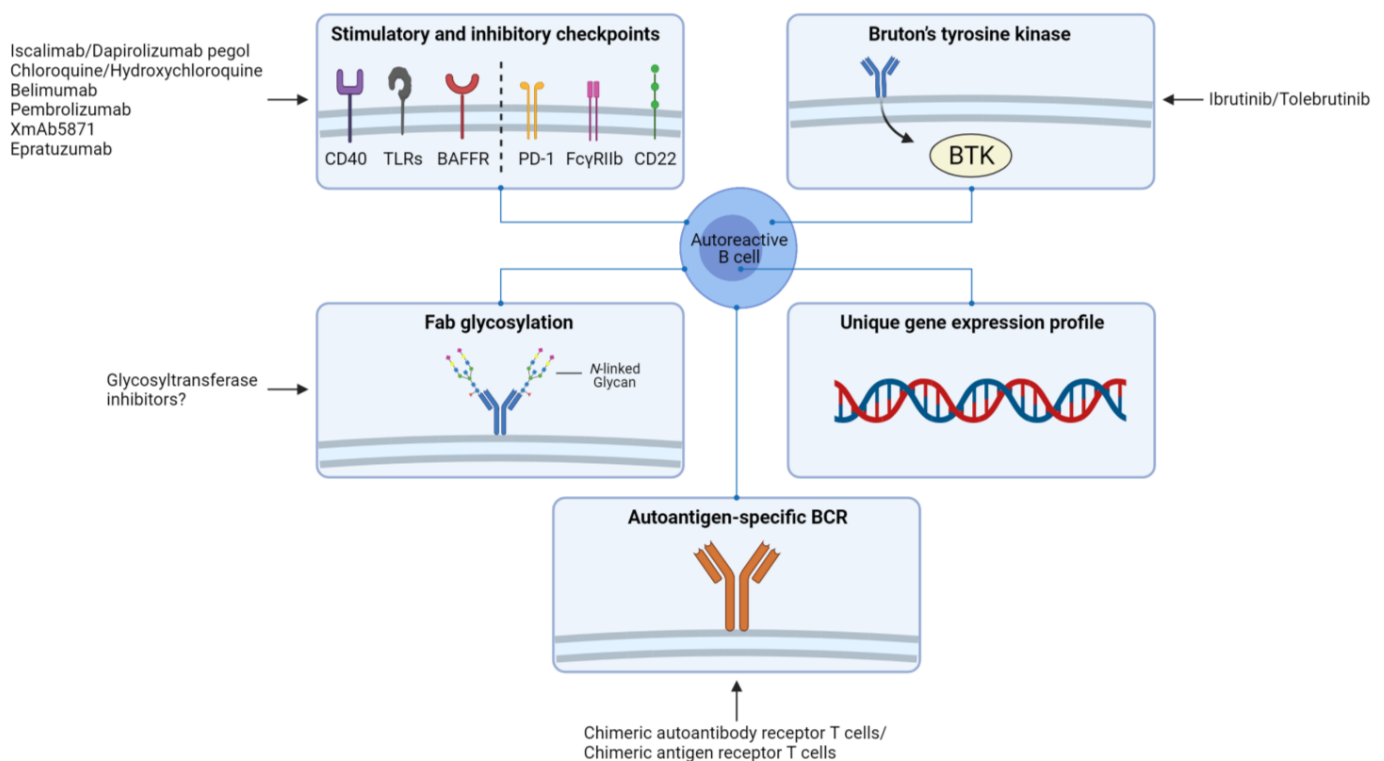 Stimulatory and inhibitory checkpoints
Iscalimab/Dapirolizumab pegol
Chloroquine/Hydroxychloroquine
Belimumab
Pembrolizumab
XmAb5871
Epratuzumab
CD40
TLRs
BAFFR
PD-1
FcγRIIb
CD22
Bruton's tyrosine kinase
BTK
Ibrutinib/Tolebrutinib
Autoreactive
B cell
Fab glycosylation
N-linked
Glycan
Glycosyltransferase
inhibitors?
Unique gene expression profile
Autoantigen-specific BCR
Chimeric autoantibody receptor T cells/
Chimeric antigen receptor T cells